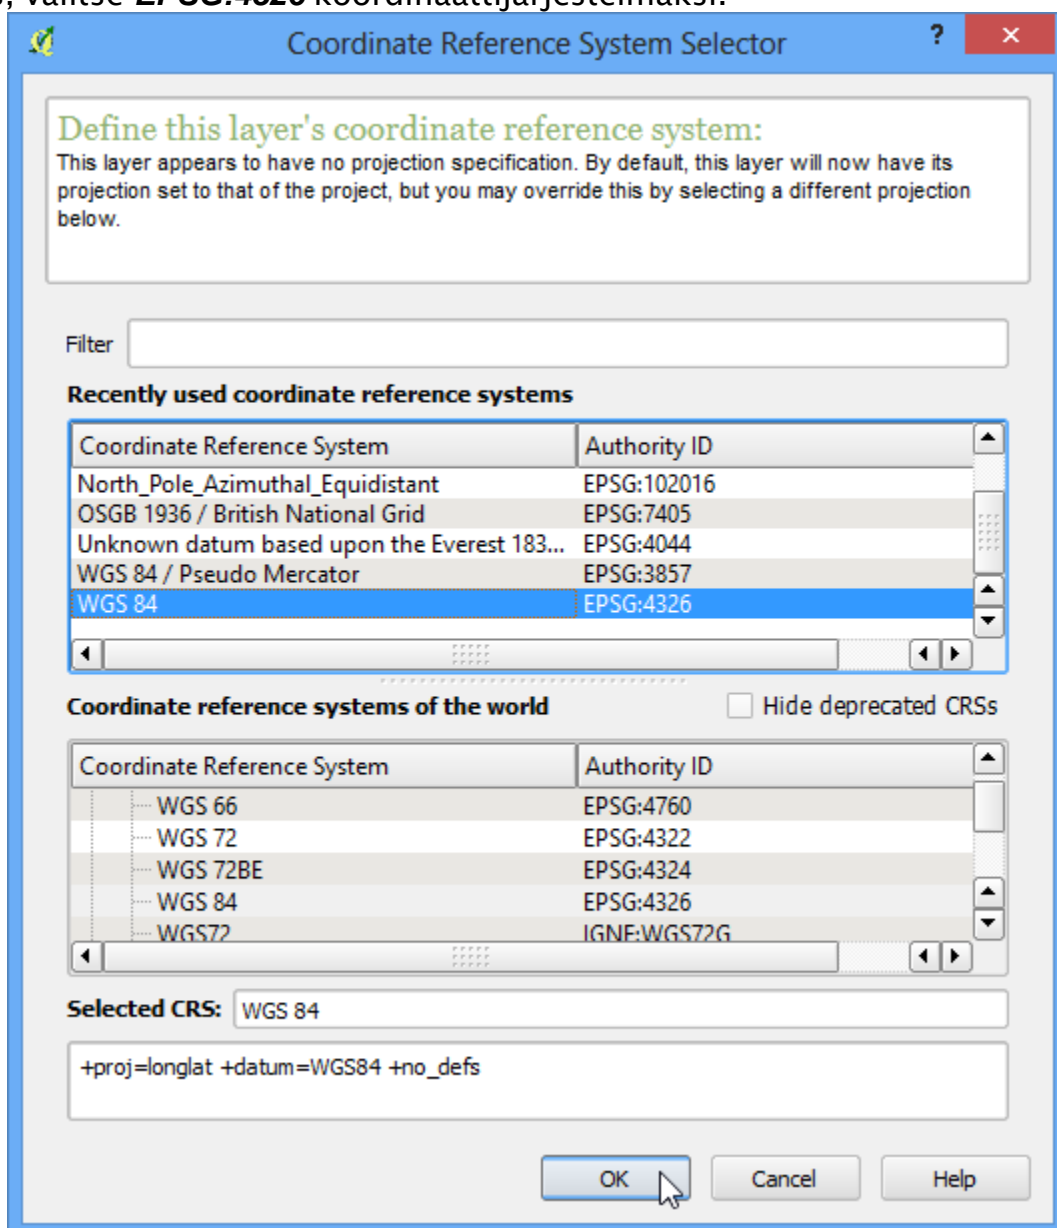 valitse EPSG:4326 koordinaattijärjestelmäksi.
Coordinate Reference System Selector ? ×
Define this layer's coordinate reference system:
This layer appears to have no projection specification. By default, this layer will now have its
projection set to that of the project, but you may override this by selecting a different projection
below.
Filter
Recently used coordinate reference systems
Coordinate Reference System Authority ID
North_Pole_Azimuthal_Equidistant EPSG:102016
OSGB 1936 / British National Grid EPSG:7405
Unknown datum based upon the Everest 183... EPSG:4044
WGS 84 / Pseudo Mercator EPSG:3857
WGS 84 EPSG:4326
Coordinate reference systems of the world Hide deprecated CRSs
Coordinate Reference System Authority ID
WGS 66 EPSG:4760
WGS 72 EPSG:4322
WGS 72BE EPSG:4324
WGS 84 EPSG:4326
WGS72 IGNF:WGS72G
Selected CRS: WGS 84
+proj=longlat +datum=WGS84 +no_defs
OK Cancel Help